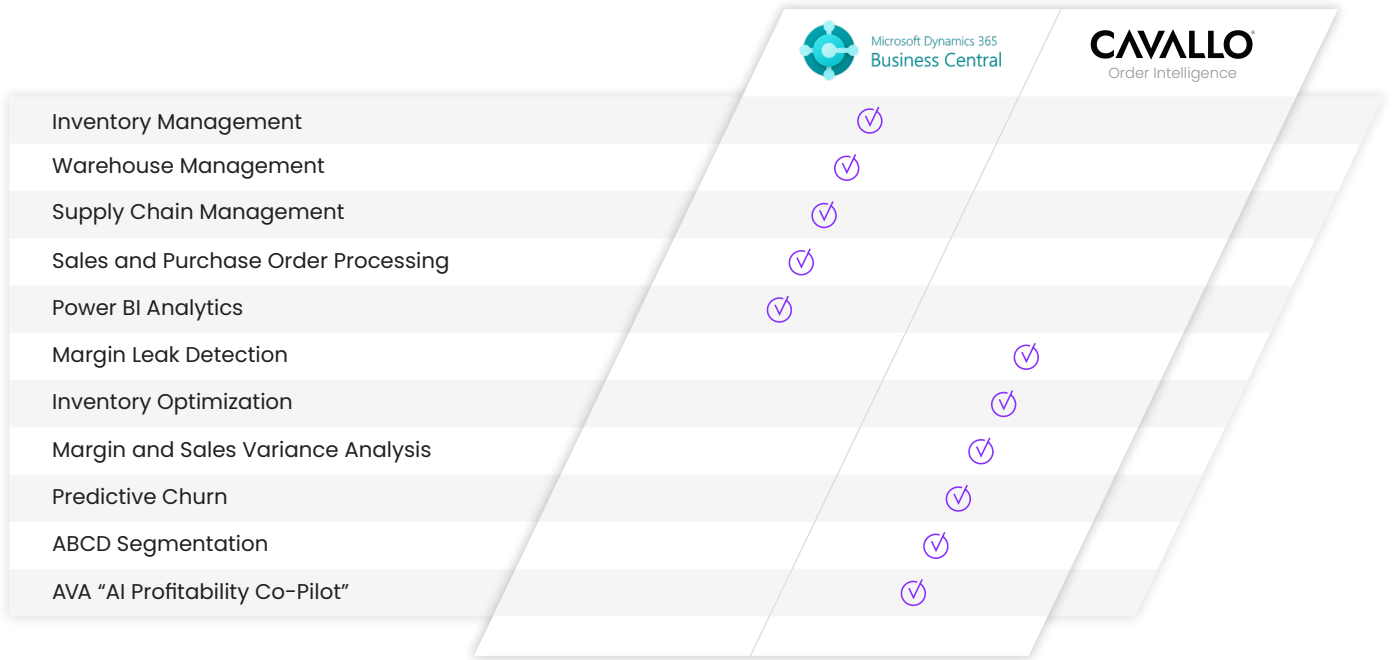 Microsoft Dynamics 365
Business Central
CAVALLO
Order Intelligence
Inventory Management
Warehouse Management
Supply Chain Management
Sales and Purchase Order Processing
Power BI Analytics
Margin Leak Detection
Inventory Optimization
Margin and Sales Variance Analysis
Predictive Churn
ABCD Segmentation
AVA “AI Profitability Co-Pilot”